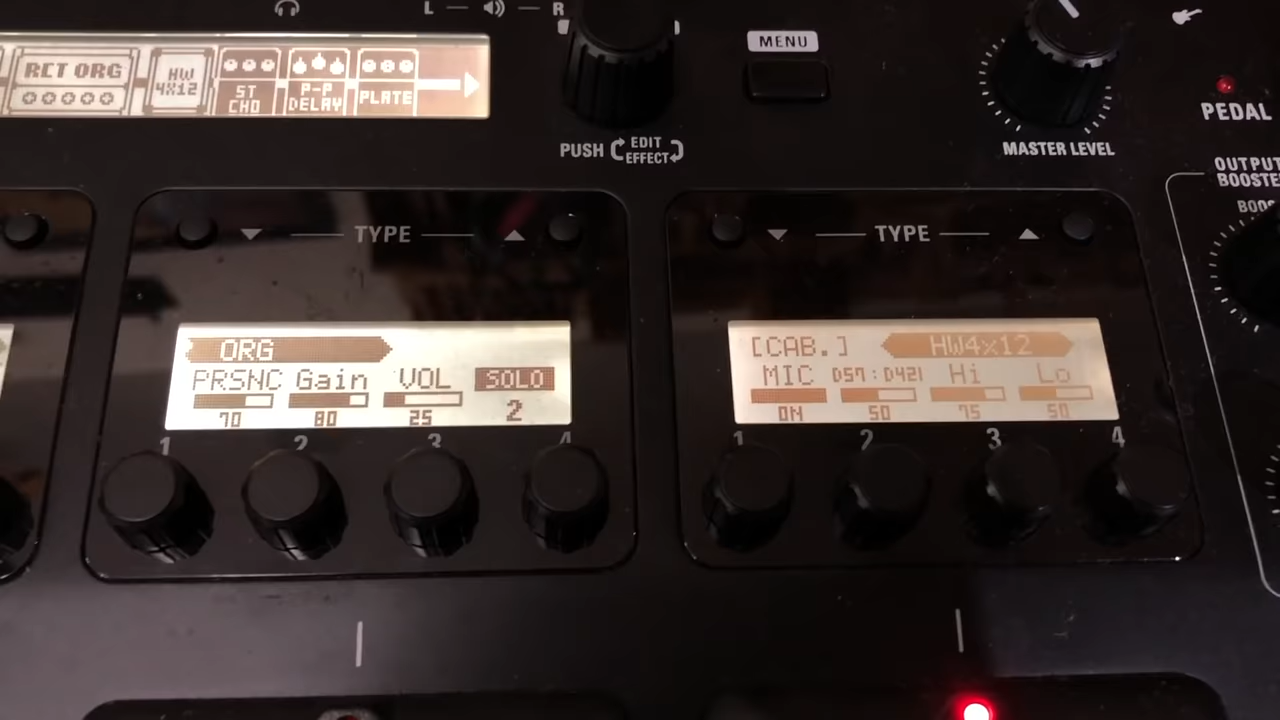 L R
MENU
RCT ORG
HW 4X12
ST CHO
P-P DELAY
PLATE
PUSH EDIT EFFECT
MASTER LEVEL
PEDAL
OUTPUT
BOOSTE
BOOS
TYPE
TYPE
ORG
PRSNC Gain VOL SOLO
70 80 25 2
1 2 3 4
[CAB.] HW4x12
MIC D57:D421 Hi Lo
ON 50 75 50
1 2 3 4